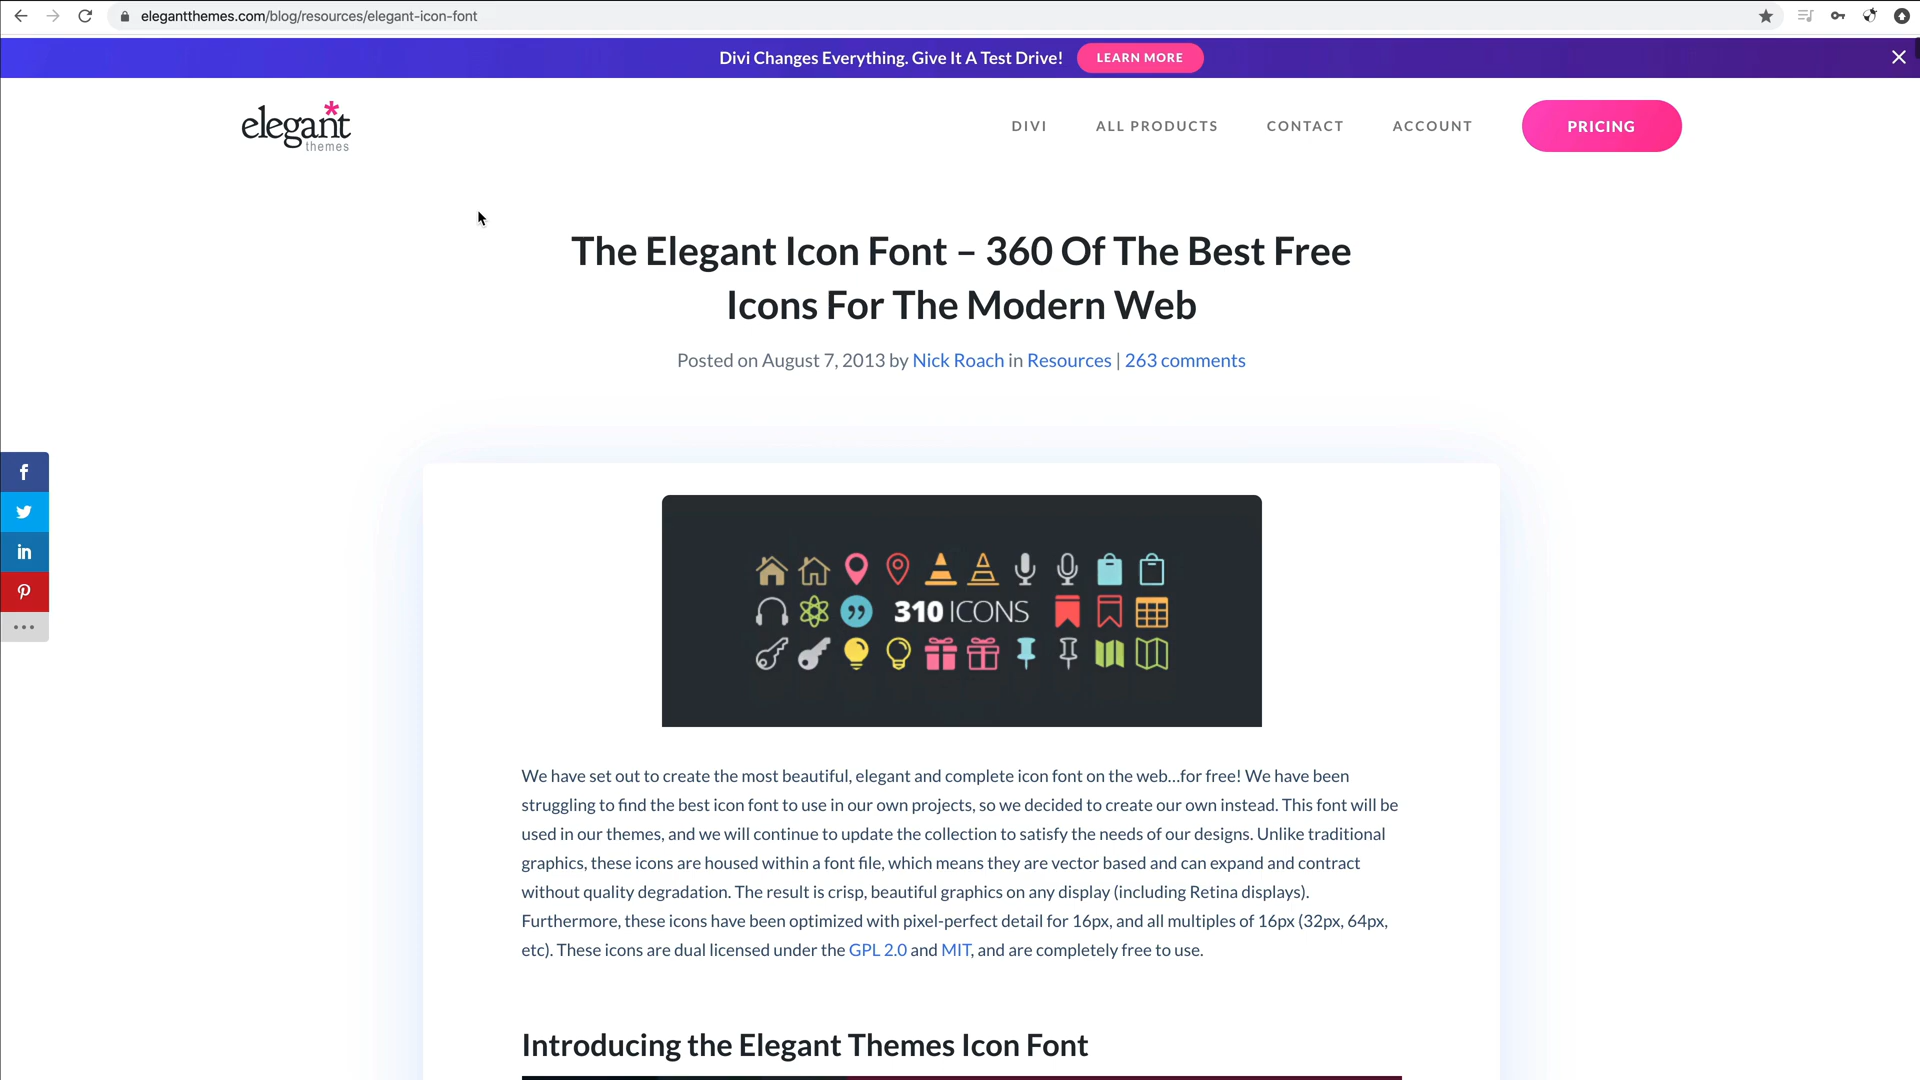 elegantthemes.com/blog/resources/elegant-icon-font
Divi Changes Everything. Give It A Test Drive! LEARN MORE
elegant themes
DIVI ALL PRODUCTS CONTACT ACCOUNT PRICING
The Elegant Icon Font – 360 Of The Best Free
Icons For The Modern Web
Posted on August 7, 2013 by Nick Roach in Resources | 263 comments
310 ICONS
We have set out to create the most beautiful, elegant and complete icon font on the web…for free! We have been
struggling to find the best icon font to use in our own projects, so we decided to create our own instead. This font will be
used in our themes, and we will continue to update the collection to satisfy the needs of our designs. Unlike traditional
graphics, these icons are housed within a font file, which means they are vector based and can expand and contract
without quality degradation. The result is crisp, beautiful graphics on any display (including Retina displays).
Furthermore, these icons have been optimized with pixel-perfect detail for 16px, and all multiples of 16px (32px, 64px,
etc). These icons are dual licensed under the GPL 2.0 and MIT, and are completely free to use.
Introducing the Elegant Themes Icon Font